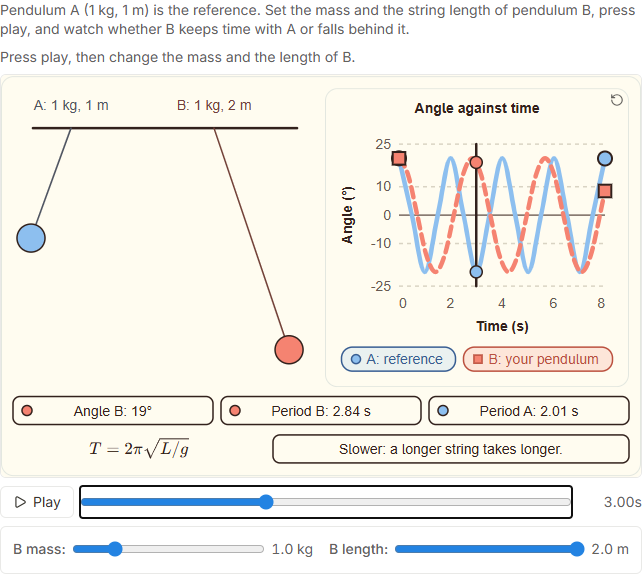 Pendulum A (1 kg, 1 m) is the reference. Set the mass and the string length of pendulum B, press
play, and watch whether B keeps time with A or falls behind it.
Press play, then change the mass and the length of B.
A: 1 kg, 1 m
B: 1 kg, 2 m
Angle against time
25
10
0
-10
-25
Angle (°)
0 2 4 6 8
Time (s)
A: reference
B: your pendulum
Angle B: 19°
Period B: 2.84 s
Period A: 2.01 s
T = 2π√L/g
Slower: a longer string takes longer.
Play
3.00s
B mass:
1.0 kg
B length:
2.0 m